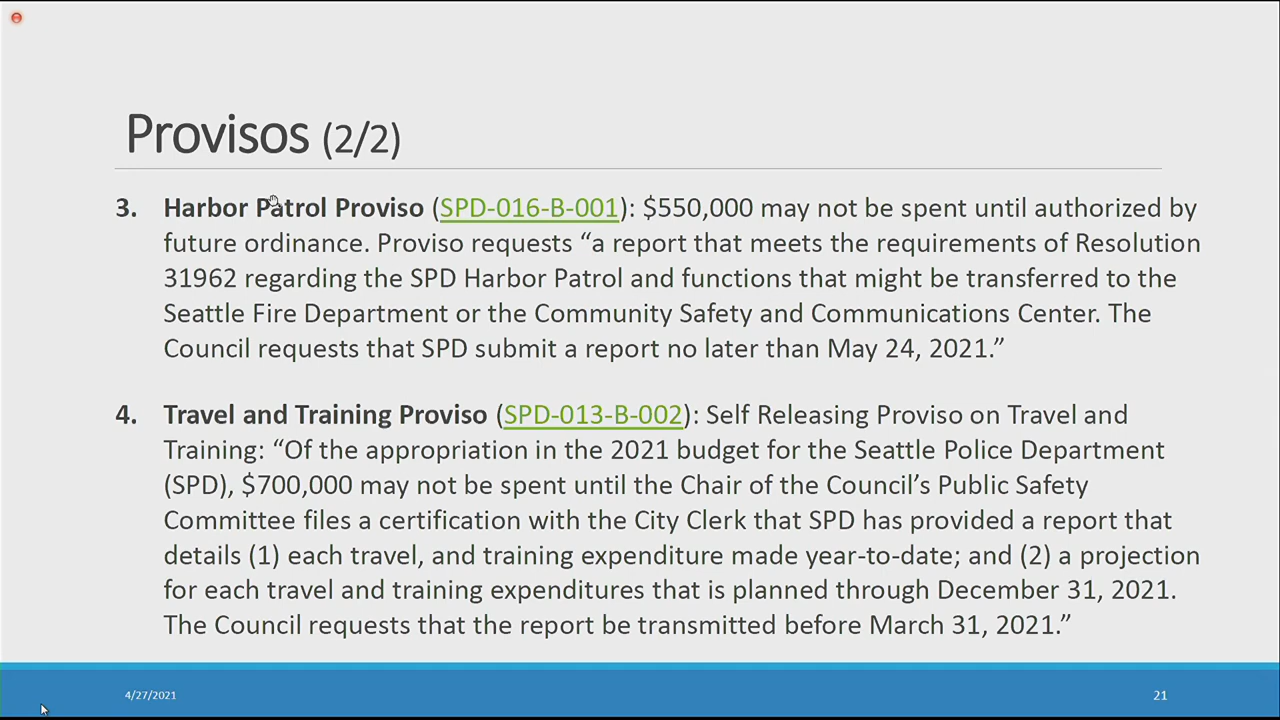 Provisos (2/2)
3. Harbor Patrol Proviso (SPD-016-B-001): $550,000 may not be spent until authorized by
future ordinance. Proviso requests “a report that meets the requirements of Resolution
31962 regarding the SPD Harbor Patrol and functions that might be transferred to the
Seattle Fire Department or the Community Safety and Communications Center. The
Council requests that SPD submit a report no later than May 24, 2021.”
4. Travel and Training Proviso (SPD-013-B-002): Self Releasing Proviso on Travel and
Training: “Of the appropriation in the 2021 budget for the Seattle Police Department
(SPD), $700,000 may not be spent until the Chair of the Council’s Public Safety
Committee files a certification with the City Clerk that SPD has provided a report that
details (1) each travel, and training expenditure made year-to-date; and (2) a projection
for each travel and training expenditures that is planned through December 31, 2021.
The Council requests that the report be transmitted before March 31, 2021.”
4/27/2021
21